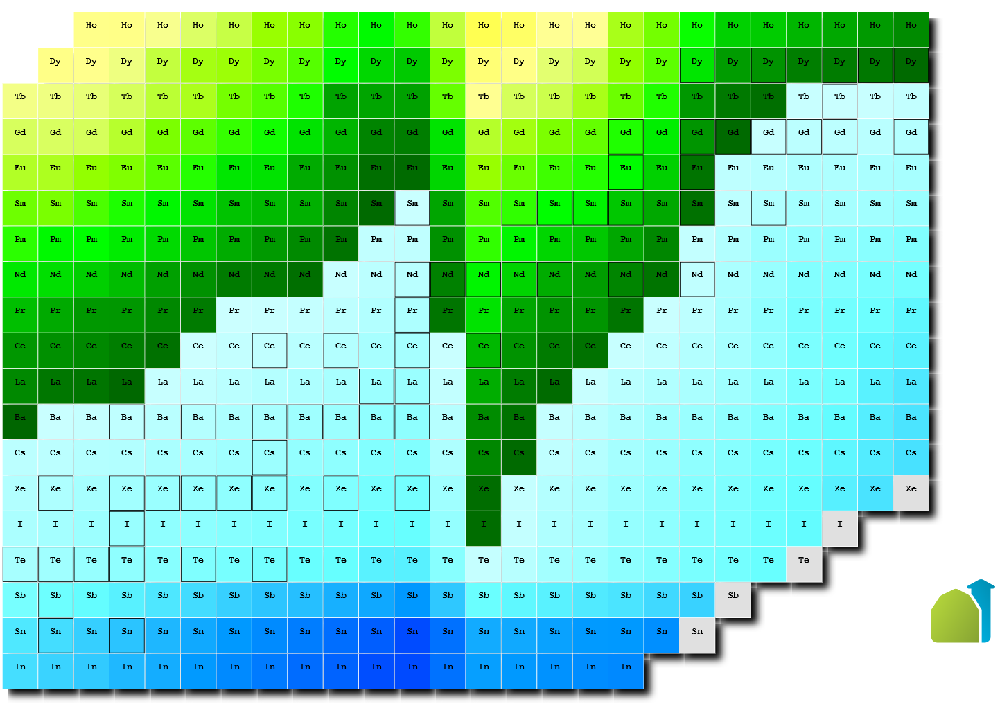 Ho Ho Ho Ho Ho Ho Ho Ho Ho Ho Ho Ho Ho Ho Ho Ho Ho Ho Ho Ho Ho Ho Ho Ho
Dy Dy Dy Dy Dy Dy Dy Dy Dy Dy Dy Dy Dy Dy Dy Dy Dy Dy Dy Dy Dy Dy Dy Dy Dy
Tb Tb Tb Tb Tb Tb Tb Tb Tb Tb Tb Tb Tb Tb Tb Tb Tb Tb Tb Tb Tb Tb Tb Tb Tb Tb
Gd Gd Gd Gd Gd Gd Gd Gd Gd Gd Gd Gd Gd Gd Gd Gd Gd Gd Gd Gd Gd Gd Gd Gd Gd Gd
Eu Eu Eu Eu Eu Eu Eu Eu Eu Eu Eu Eu Eu Eu Eu Eu Eu Eu Eu Eu Eu Eu Eu Eu Eu Eu
Sm Sm Sm Sm Sm Sm Sm Sm Sm Sm Sm Sm Sm Sm Sm Sm Sm Sm Sm Sm Sm Sm Sm Sm Sm Sm
Pm Pm Pm Pm Pm Pm Pm Pm Pm Pm Pm Pm Pm Pm Pm Pm Pm Pm Pm Pm Pm Pm Pm Pm Pm Pm
Nd Nd Nd Nd Nd Nd Nd Nd Nd Nd Nd Nd Nd Nd Nd Nd Nd Nd Nd Nd Nd Nd Nd Nd Nd Nd
Pr Pr Pr Pr Pr Pr Pr Pr Pr Pr Pr Pr Pr Pr Pr Pr Pr Pr Pr Pr Pr Pr Pr Pr Pr Pr
Ce Ce Ce Ce Ce Ce Ce Ce Ce Ce Ce Ce Ce Ce Ce Ce Ce Ce Ce Ce Ce Ce Ce Ce Ce Ce
La La La La La La La La La La La La La La La La La La La La La La La La La La
Ba Ba Ba Ba Ba Ba Ba Ba Ba Ba Ba Ba Ba Ba Ba Ba Ba Ba Ba Ba Ba Ba Ba Ba Ba Ba
Cs Cs Cs Cs Cs Cs Cs Cs Cs Cs Cs Cs Cs Cs Cs Cs Cs Cs Cs Cs Cs Cs Cs Cs Cs Cs
Xe Xe Xe Xe Xe Xe Xe Xe Xe Xe Xe Xe Xe Xe Xe Xe Xe Xe Xe Xe Xe Xe Xe Xe Xe Xe
I I I I I I I I I I I I I I I I I I I I I I I I
Te Te Te Te Te Te Te Te Te Te Te Te Te Te Te Te Te Te Te Te Te Te Te
Sb Sb Sb Sb Sb Sb Sb Sb Sb Sb Sb Sb Sb Sb Sb Sb Sb Sb Sb Sb Sb
Sn Sn Sn Sn Sn Sn Sn Sn Sn Sn Sn Sn Sn Sn Sn Sn Sn Sn Sn Sn
In In In In In In In In In In In In In In In In In In